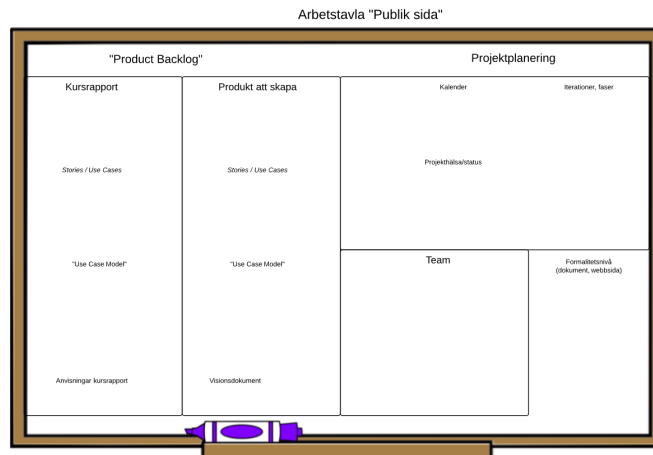 Arbetstavla "Publik sida"
"Product Backlog"
Projektplanering
Kursrapport
Produkt att skapa
Kalender
Iterationer, faser
Stories / Use Cases
Stories / Use Cases
Projekthälsa/status
"Use Case Model"
"Use Case Model"
Team
Formalitetsnivå
(dokument, webbsida)
Anvisningar kursrapport
Visionsdokument